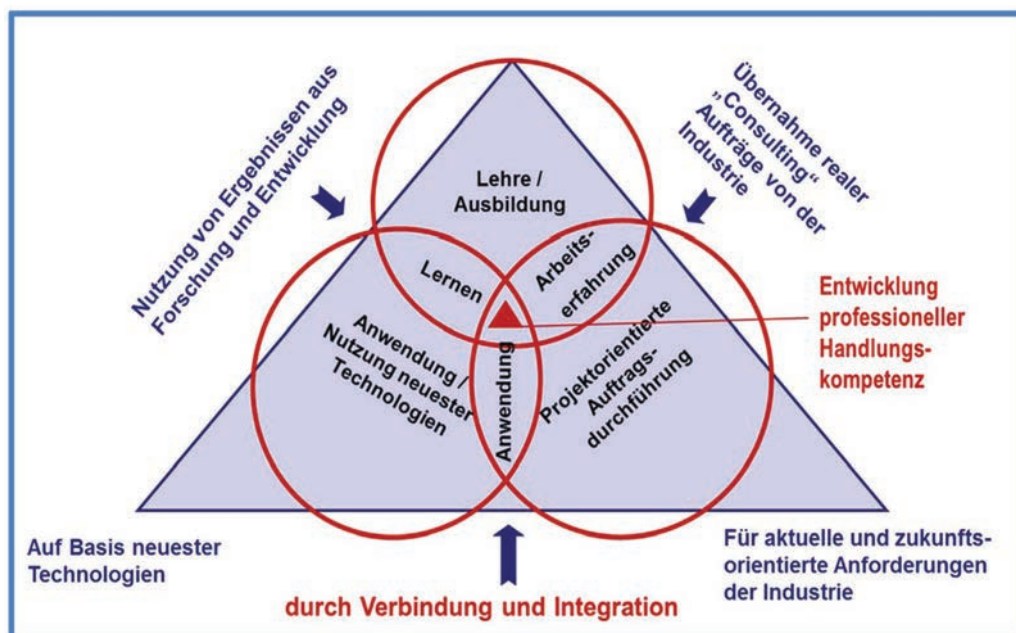 Nutzung von Ergebnissen aus
Forschung und Entwicklung
Übernahme realer
„Consulting“
Aufträge von der
Industrie
Lehre /
Ausbildung
Lernen
Arbeits-
erfahrung
Anwendung /
Nutzung neuester
Technologien
Anwendung
Projektorientierte
Auftrags-
durchführung
Entwicklung
professioneller
Handlungs-
kompetenz
Auf Basis neuester
Technologien
Für aktuelle und zukunfts-
orientierte Anforderungen
der Industrie
durch Verbindung und Integration